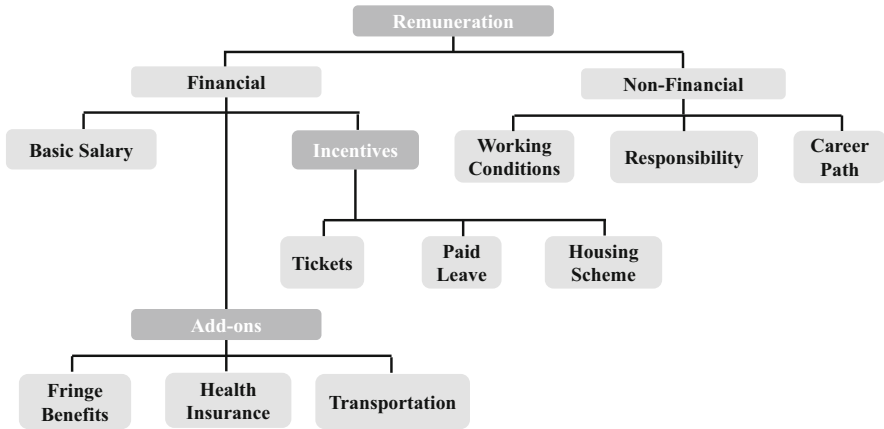 Remuneration
Financial
Non-Financial
Basic Salary
Incentives
Working
Conditions
Responsibility
Career
Path
Tickets
Paid
Leave
Housing
Scheme
Add-ons
Fringe
Benefits
Health
Insurance
Transportation